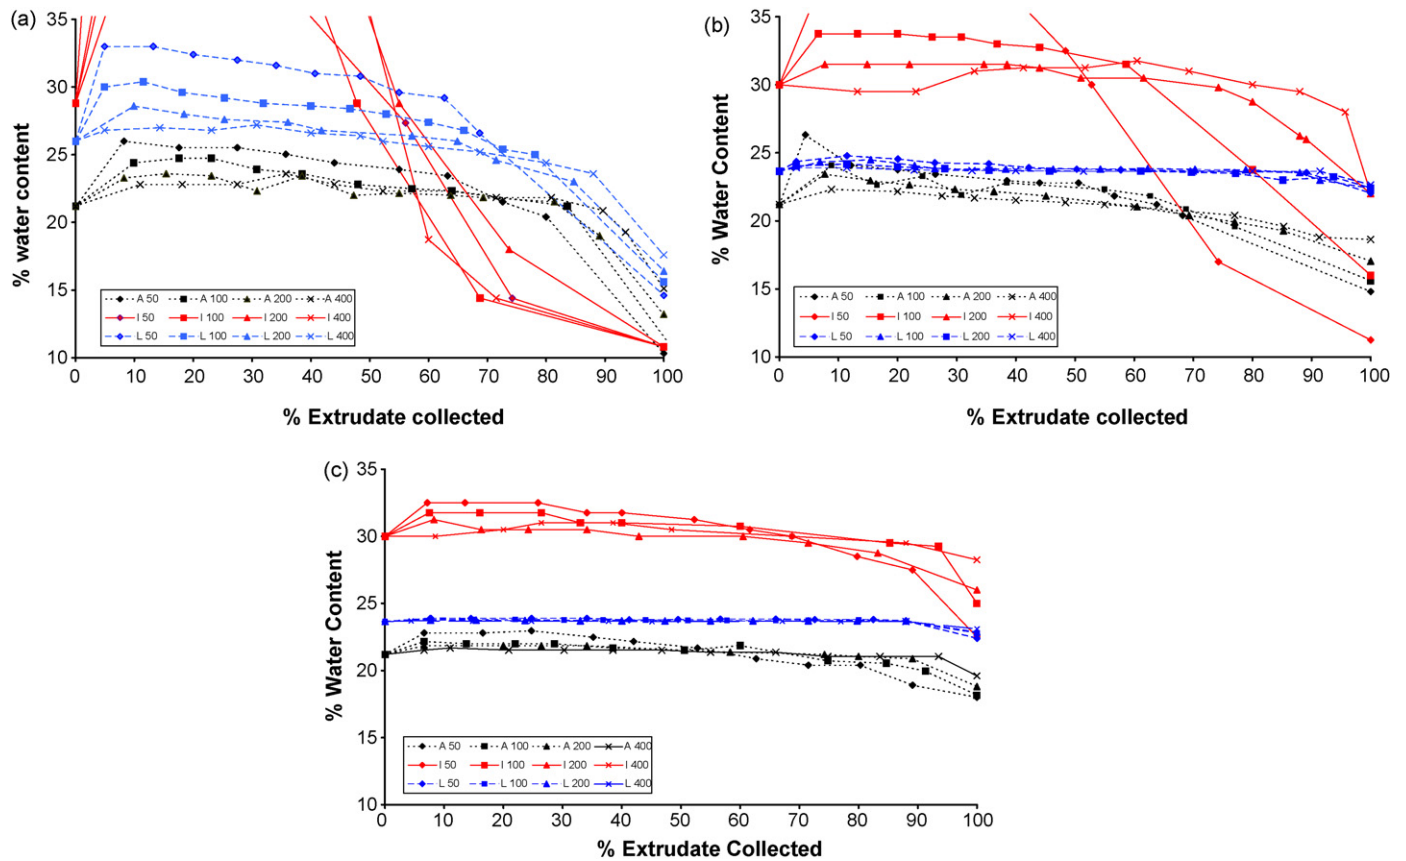 (a)
% water content
35
30
25
20
15
10
0 10 20 30 40 50 60 70 80 90 100
% Extrudate collected
A 50 A 100 A 200 A 400
I 50 I 100 I 200 I 400
L 50 L 100 L 200 L 400
(b)
% Water Content
35
30
25
20
15
10
0 10 20 30 40 50 60 70 80 90 100
% Extrudate collected
A 50 A 100 A 200 A 400
I 50 I 100 I 200 I 400
L 50 L 100 L 200 L 400
(c)
% Water Content
35
30
25
20
15
10
0 10 20 30 40 50 60 70 80 90 100
% Extrudate Collected
A 50 A 100 A 200 A 400
I 50 I 100 I 200 I 400
L 50 L 100 L 200 L 400